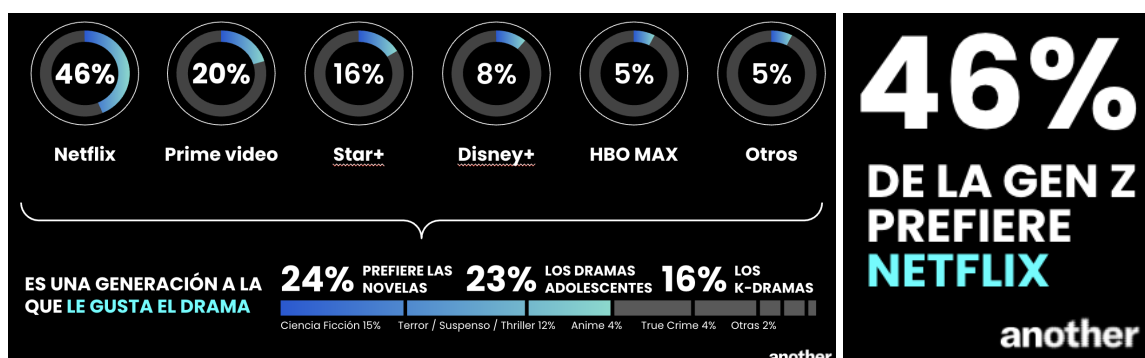 46% 20% 16% 8% 5% 5%
Netflix Prime video Star+ Disney+ HBO MAX Otros
ES UNA GENERACIÓN A LA
QUE LE GUSTA EL DRAMA
24% PREFIERE LAS
NOVELAS
23% LOS DRAMAS
ADOLESCENTES
16% LOS
K-DRAMAS
Ciencia Ficción 15% Terror / Suspenso / Thriller 12% Anime 4% True Crime 4% Otras 2%
another
46%
DE LA GEN Z
PREFIERE
NETFLIX
another